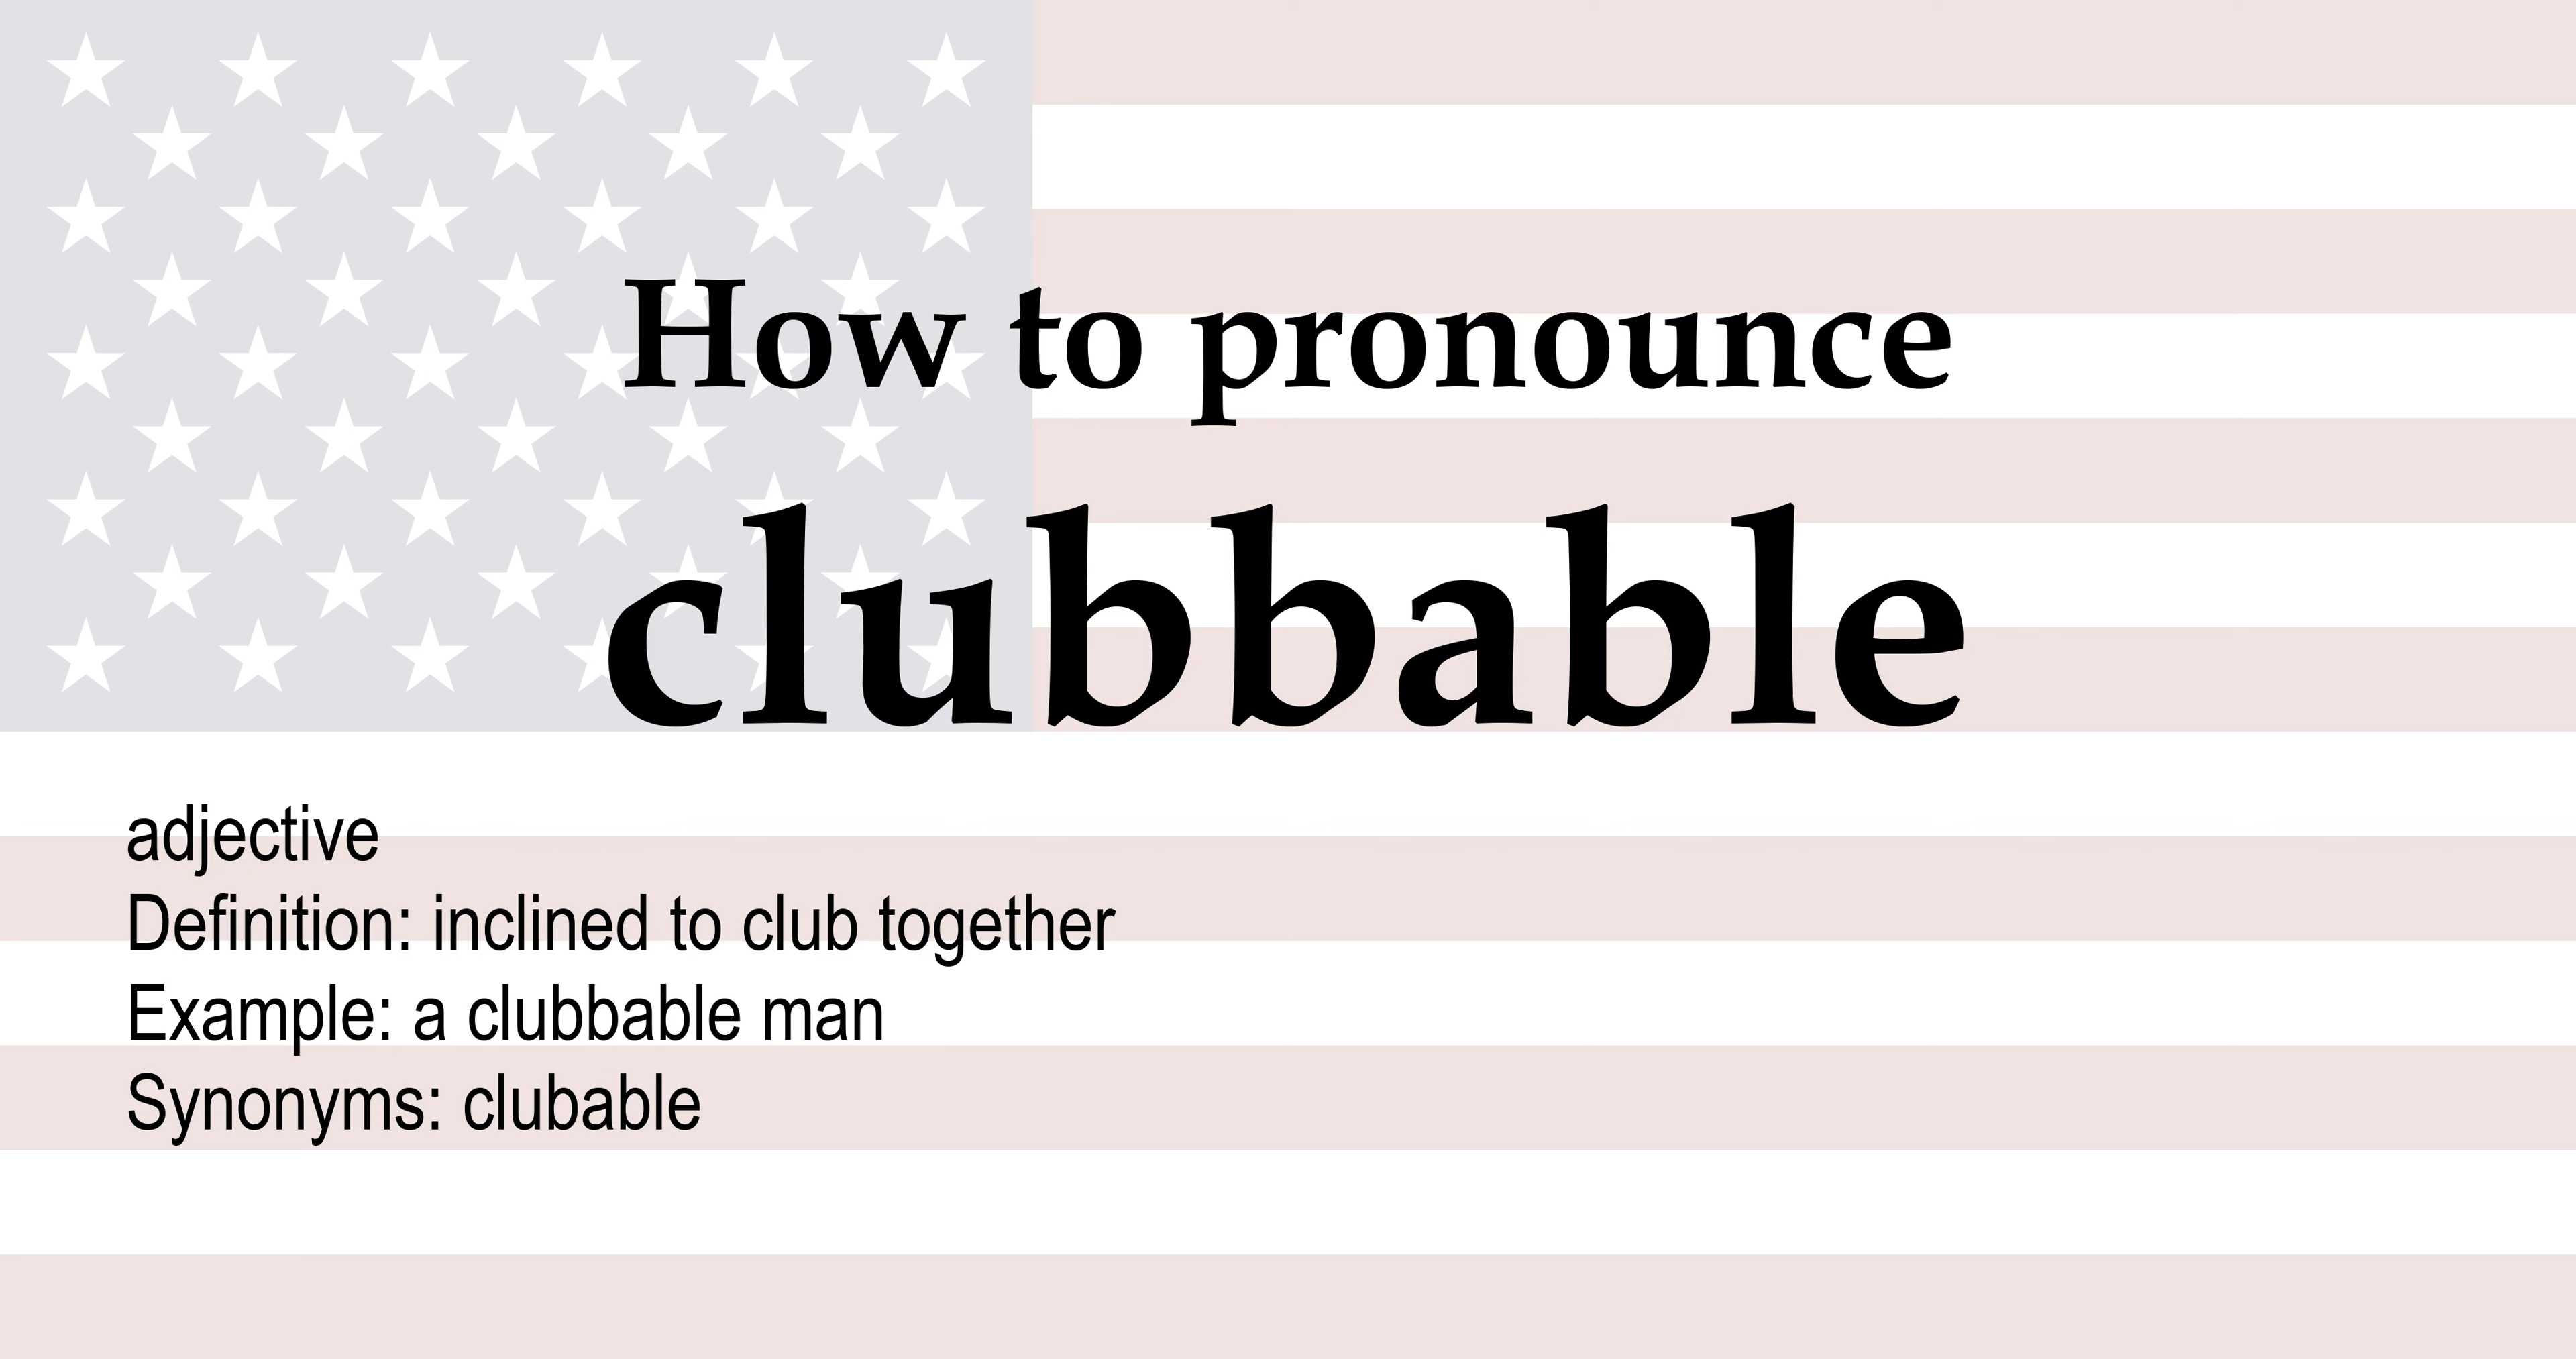 How to pronounce
clubbable
adjective
Definition: inclined to club together
Example: a clubbable man
Synonyms: clubable